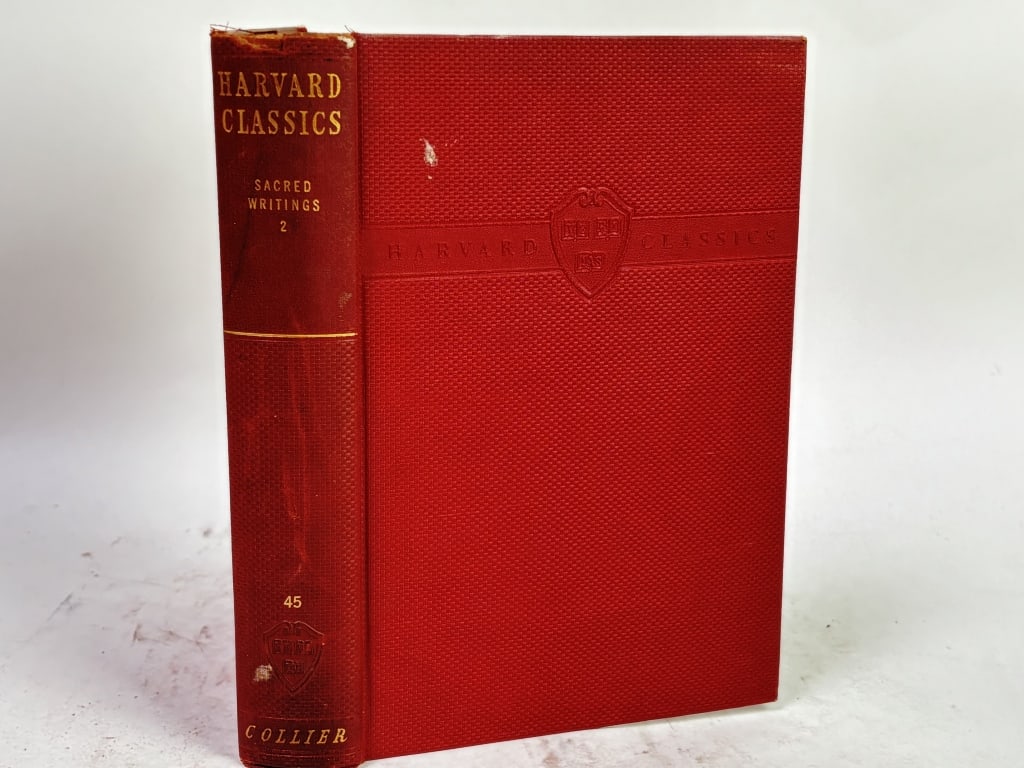 HARVARD
CLASSICS
SACRED
WRITINGS
2
45
COLLIER
HARVARD CLASSICS